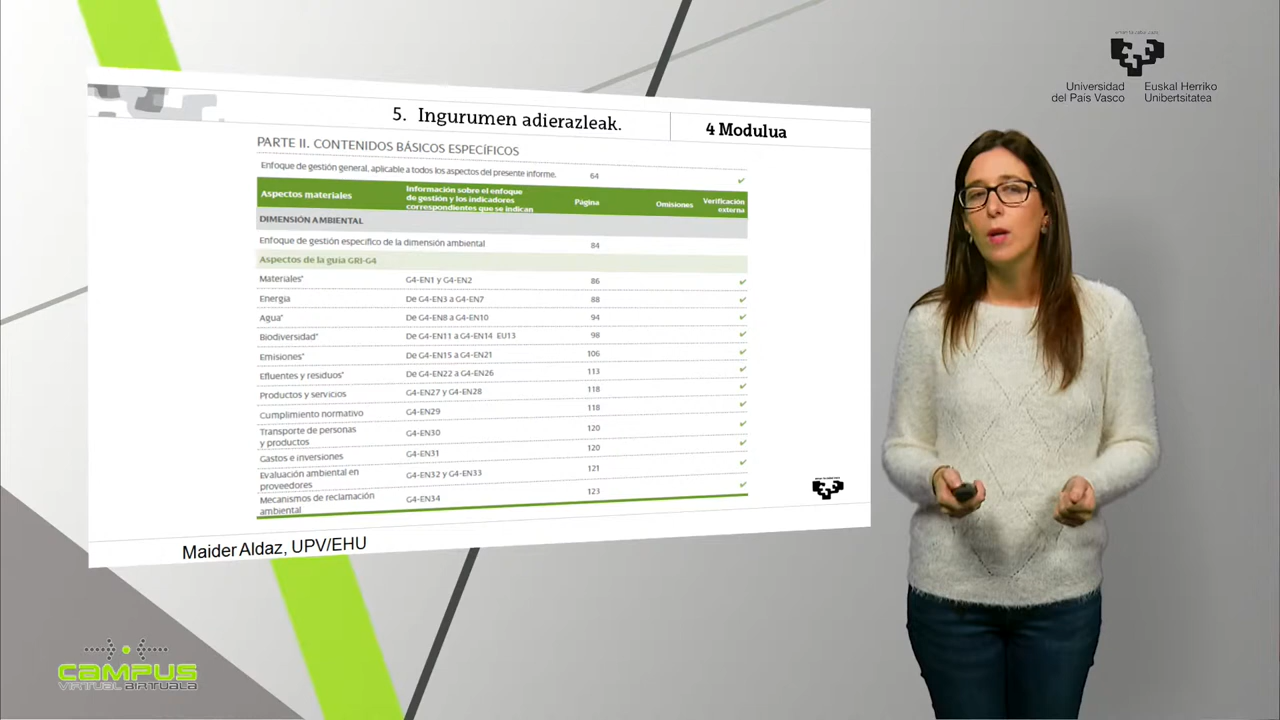 Universidad
del País Vasco
Euskal Herriko
Unibertsitatea
5. Ingurumen adierazleak.
4 Modulua
PARTE II. CONTENIDOS BÁSICOS ESPECÍFICOS
Enfoque de gestión general, aplicable a todos los aspectos del presente informe. 64 ✓
Aspectos materiales
Información sobre el enfoque
de gestión y los indicadores
correspondientes que se indican
Página
Omisiones
Verificación
externa
DIMENSIÓN AMBIENTAL
Enfoque de gestión específico de la dimensión ambiental 84
Aspectos de la guía GRI-G4
Materiales* G4-EN1 y G4-EN2 86 ✓
Energía De G4-EN3 a G4-EN7 88 ✓
Agua* De G4-EN8 a G4-EN10 94 ✓
Biodiversidad* De G4-EN11 a G4-EN14 EU13 98 ✓
Emisiones* De G4-EN15 a G4-EN21 106 ✓
Efluentes y residuos* De G4-EN22 a G4-EN26 113 ✓
Productos y servicios G4-EN27 y G4-EN28 118 ✓
Cumplimiento normativo G4-EN29 118 ✓
Transporte de personas
y productos G4-EN30 120 ✓
Gastos e inversiones G4-EN31 120 ✓
Evaluación ambiental en
proveedores G4-EN32 y G4-EN33 121 ✓
Mecanismos de reclamación
ambiental G4-EN34 123 ✓
Maider Aldaz, UPV/EHU
CAMPUS
VIRTUAL BIRTUALA